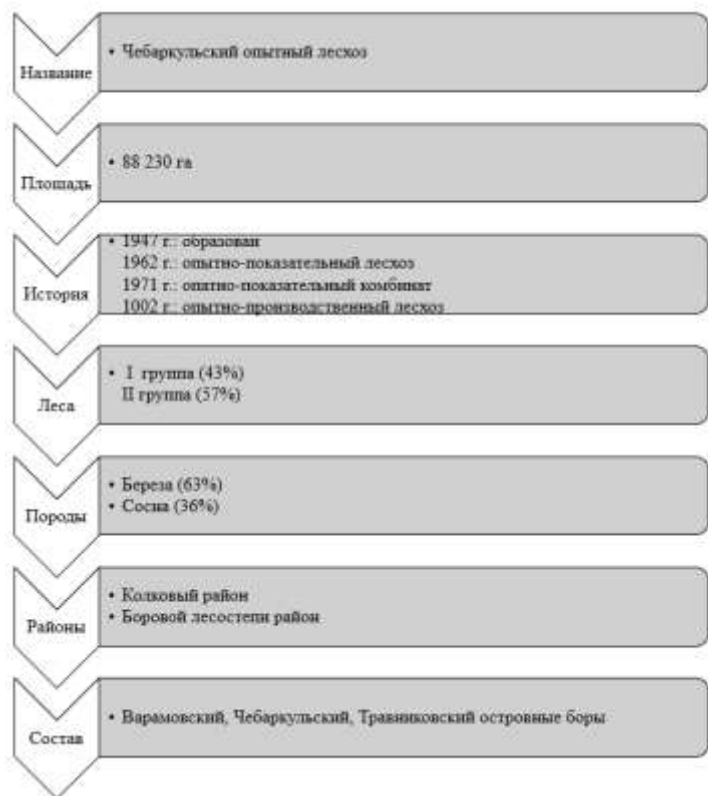 Название
• Чебаркульский опытный лесхоз
Площадь
• 88 230 га
История
• 1947 г.: образован
1962 г.: опытно-показательный лесхоз
1971 г.: опатно-показательный комбинат
1002 г.: опытно-производственный лесхоз
Леса
• I группа (43%)
II группа (57%)
Породы
• Береза (63%)
• Сосна (36%)
Районы
• Колковый район
• Боровой лесостепи район
Состав
• Варамовский, Чебаркульский, Травниковский островные боры